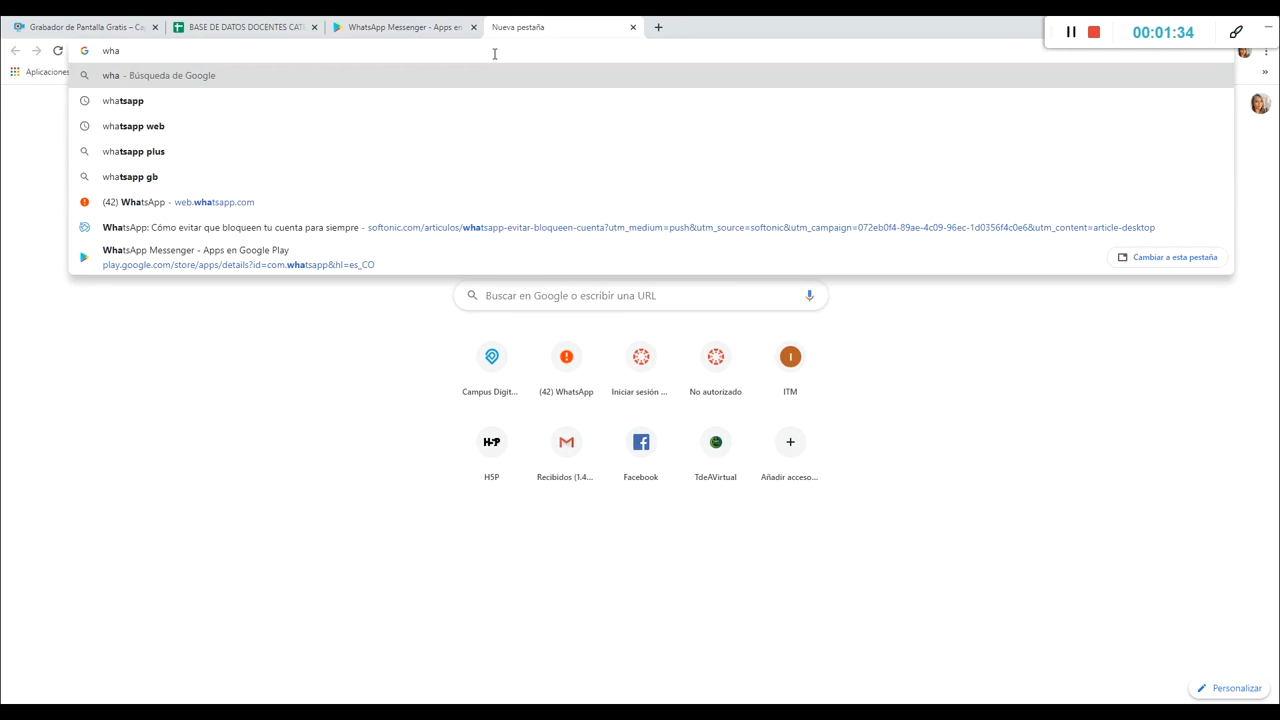 Grabador de Pantalla Gratis – Ca
BASE DE DATOS DOCENTES CATE
WhatsApp Messenger - Apps en
Nueva pestaña
00:01:34
wha
Aplicaciones
wha - Búsqueda de Google
whatsapp
whatsapp web
whatsapp plus
whatsapp gb
(42) WhatsApp - web.whatsapp.com
WhatsApp: Cómo evitar que bloqueen tu cuenta para siempre - softonic.com/articulos/whatsapp-evitar-bloqueen-cuenta?utm_medium=push&utm_source=softonic&utm_campaign=072eb0f4-89ae-4c09-96ec-1d0356f4c0e6&utm_content=article-desktop
WhatsApp Messenger - Apps en Google Play
play.google.com/store/apps/details?id=com.whatsapp&hl=es_CO
Cambiar a esta pestaña
Buscar en Google o escribir una URL
Campus Digit...
(42) WhatsApp
Iniciar sesión ...
No autorizado
I
ITM
H-P
H5P
Recibidos (1.4...
Facebook
TdeAVirtual
Añadir acceso...
Personalizar